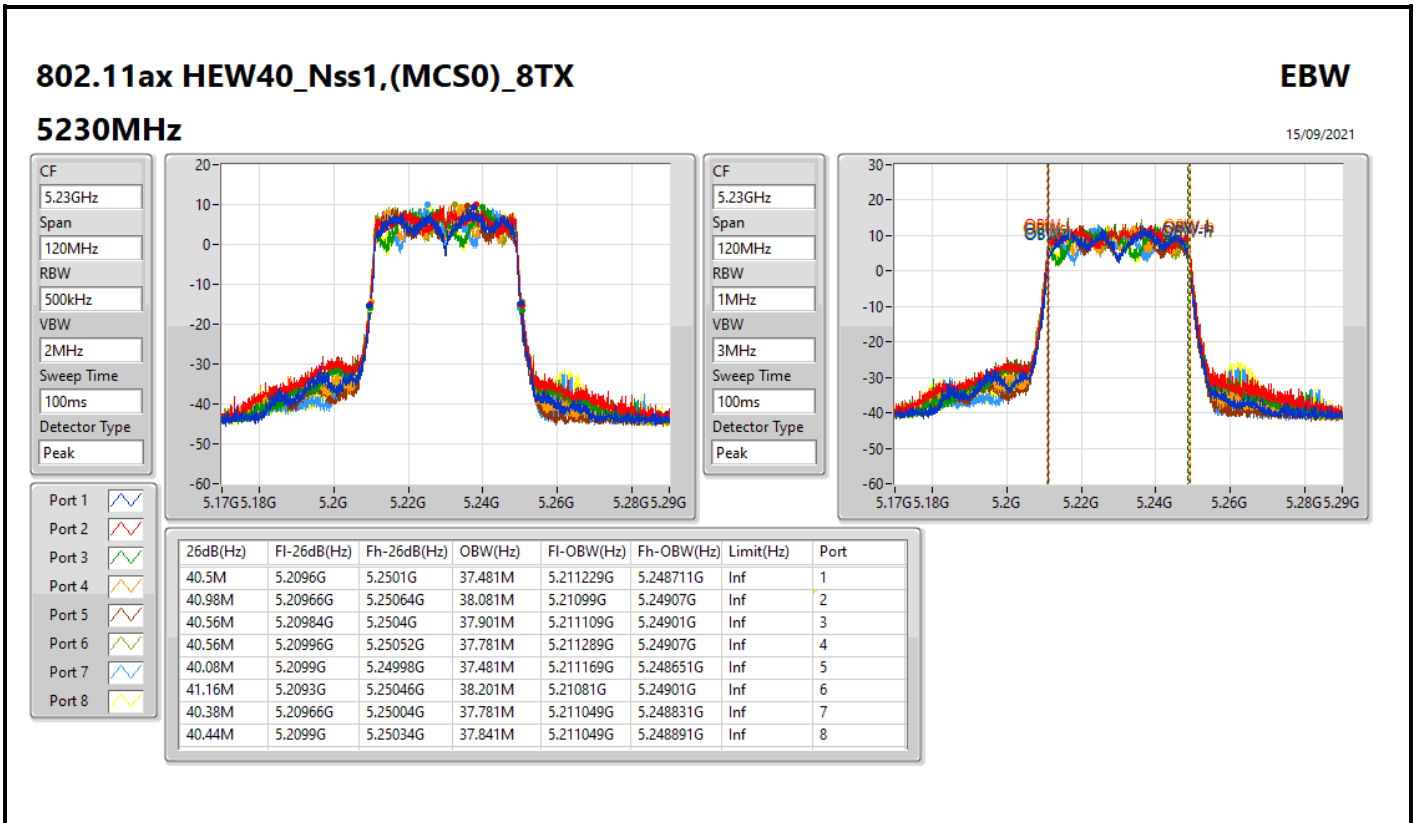 802.11ax HEW40_Nss1,(MCS0)_8TX EBW
5230MHz 15/09/2021
CF
5.23GHz
Span
120MHz
RBW
500kHz
VBW
2MHz
Sweep Time
100ms
Detector Type
Peak
20
10
0
-10
-20
-30
-40
-50
-60
5.17G 5.18G 5.2G 5.22G 5.24G 5.26G 5.28G 5.29G
CF
5.23GHz
Span
120MHz
RBW
1MHz
VBW
3MHz
Sweep Time
100ms
Detector Type
Peak
30
20
10
0
-10
-20
-30
-40
-50
-60
5.17G 5.18G 5.2G 5.22G 5.24G 5.26G 5.28G 5.29G
Port 1
Port 2
Port 3
Port 4
Port 5
Port 6
Port 7
Port 8
26dB(Hz) Fl-26dB(Hz) Fh-26dB(Hz) OBW(Hz) Fl-OBW(Hz) Fh-OBW(Hz) Limit(Hz) Port
40.5M 5.2096G 5.2501G 37.481M 5.211229G 5.248711G Inf 1
40.98M 5.20966G 5.25064G 38.081M 5.21099G 5.24907G Inf 2
40.56M 5.20984G 5.2504G 37.901M 5.211109G 5.24901G Inf 3
40.56M 5.20996G 5.25052G 37.781M 5.211289G 5.24907G Inf 4
40.08M 5.2099G 5.24998G 37.481M 5.211169G 5.248651G Inf 5
41.16M 5.2093G 5.25046G 38.201M 5.21081G 5.24901G Inf 6
40.38M 5.20966G 5.25004G 37.781M 5.211049G 5.248831G Inf 7
40.44M 5.2099G 5.25034G 37.841M 5.211049G 5.248891G Inf 8